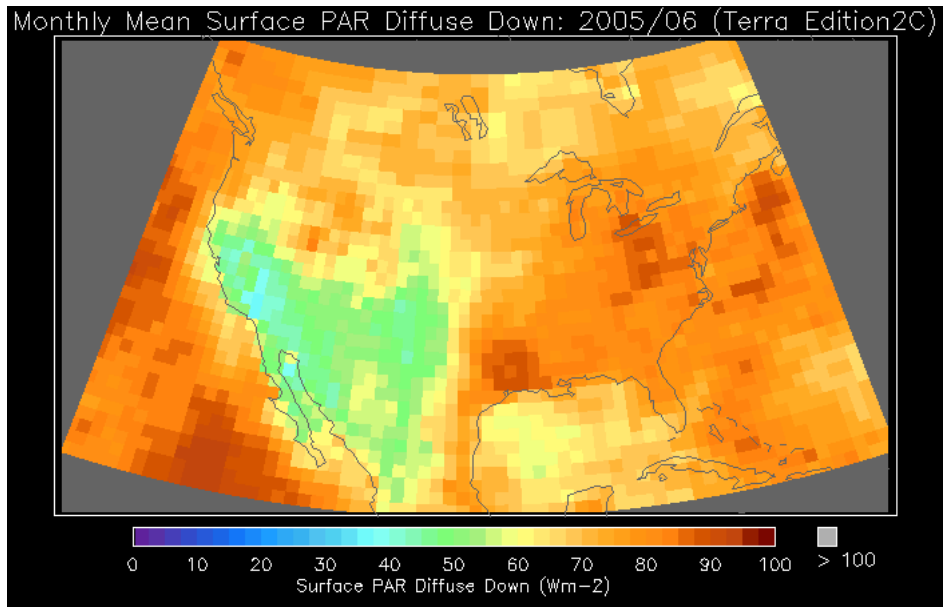 Monthly Mean Surface PAR Diffuse Down: 2005/06 (Terra Edition2C)
0 10 20 30 40 50 60 70 80 90 100 > 100
Surface PAR Diffuse Down (Wm-2)